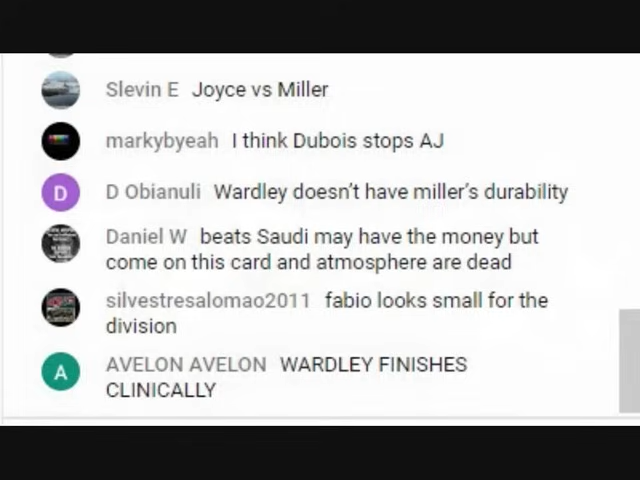 Slevin E Joyce vs Miller
markybyeah I think Dubois stops AJ
D
D Obianuli Wardley doesn't have miller's durability
Daniel W beats Saudi may have the money but
come on this card and atmosphere are dead
silvestresalomao2011 fabio looks small for the
division
A
AVELON AVELON WARDLEY FINISHES
CLINICALLY